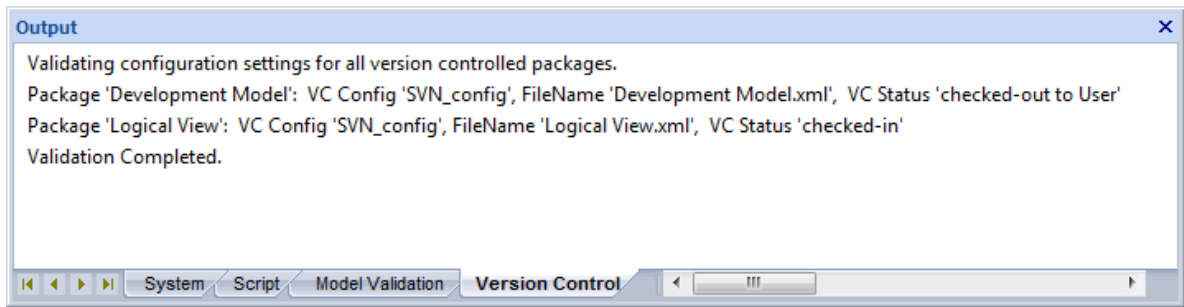 Output
Validating configuration settings for all version controlled packages.
Package 'Development Model':  VC Config 'SVN_config', FileName 'Development Model.xml',  VC Status 'checked-out to User'
Package 'Logical View':  VC Config 'SVN_config', FileName 'Logical View.xml',  VC Status 'checked-in'
Validation Completed.
System Script Model Validation Version Control